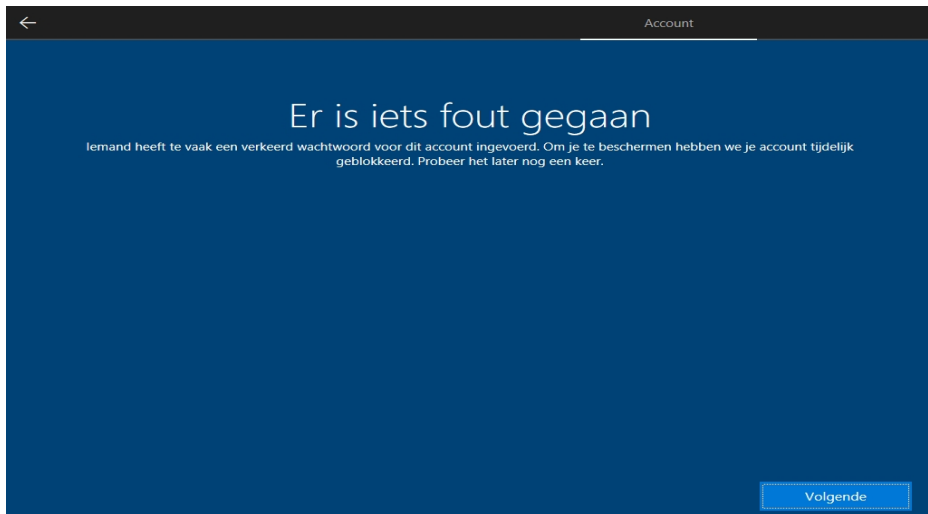 Account
Er is iets fout gegaan
Iemand heeft te vaak een verkeerd wachtwoord voor dit account ingevoerd. Om je te beschermen hebben we je account tijdelijk
geblokkeerd. Probeer het later nog een keer.
Volgende